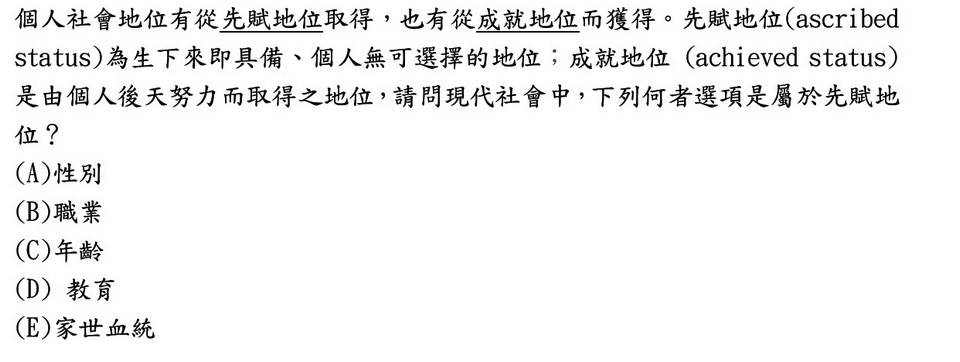 個人社會地位有從先賦地位取得，也有從成就地位而獲得。先賦地位(ascribed
status)為生下來即具備、個人無可選擇的地位；成就地位 (achieved status)
是由個人後天努力而取得之地位，請問現代社會中，下列何者選項是屬於先賦地
位？
(A)性別
(B)職業
(C)年齡
(D) 教育
(E)家世血統